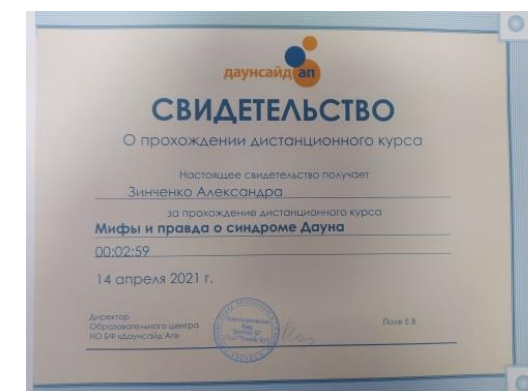 даунсайд ап
СВИДЕТЕЛЬСТВО
О прохождении дистанционного курса
Настоящее свидетельство получает
Зинченко Александра
за прохождение дистанционного курса
Мифы и правда о синдроме Дауна
00:02:59
14 апреля 2021 г.
Директор
Образовательного центра
НО БФ «Даунсайд Ап»
Поле Е.В.